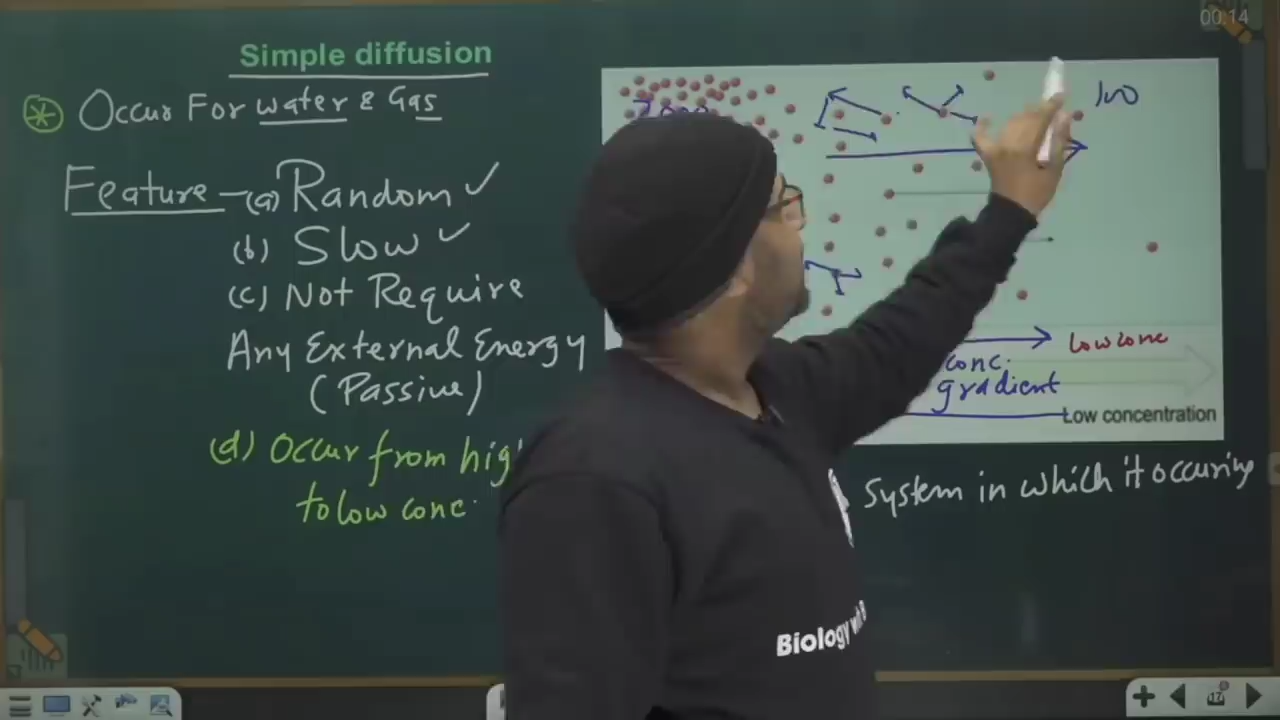 00:14
Simple diffusion
* Occur For water & Gas
Feature - (a) Random ✓
(b) Slow ✓
(c) Not Require
Any External Energy
(Passive)
(d) Occur from
to low conc.
100
low conc
conc.
gradient
Low concentration
System in which it occuring
Biology
17